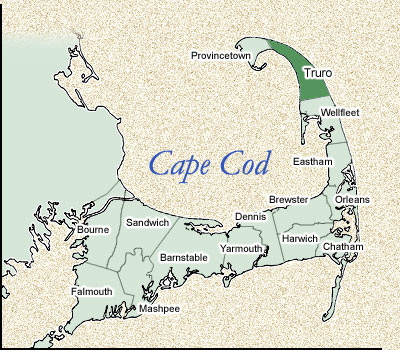 Provincetown
Truro
Wellfleet
Eastham
Cape Cod
Brewster
Orleans
Dennis
Sandwich
Bourne
Harwich
Yarmouth
Chatham
Barnstable
Falmouth
Mashpee